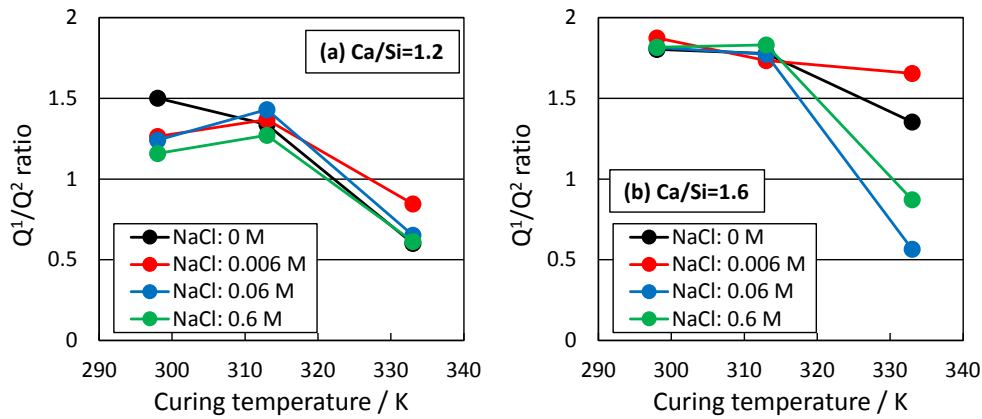 2
1.5
1
0.5
0
Q¹/Q² ratio
(a) Ca/Si=1.2
NaCl: 0 M
NaCl: 0.006 M
NaCl: 0.06 M
NaCl: 0.6 M
290 300 310 320 330 340
Curing temperature / K
2
1.5
1
0.5
0
Q¹/Q² ratio
(b) Ca/Si=1.6
NaCl: 0 M
NaCl: 0.006 M
NaCl: 0.06 M
NaCl: 0.6 M
290 300 310 320 330 340
Curing temperature / K